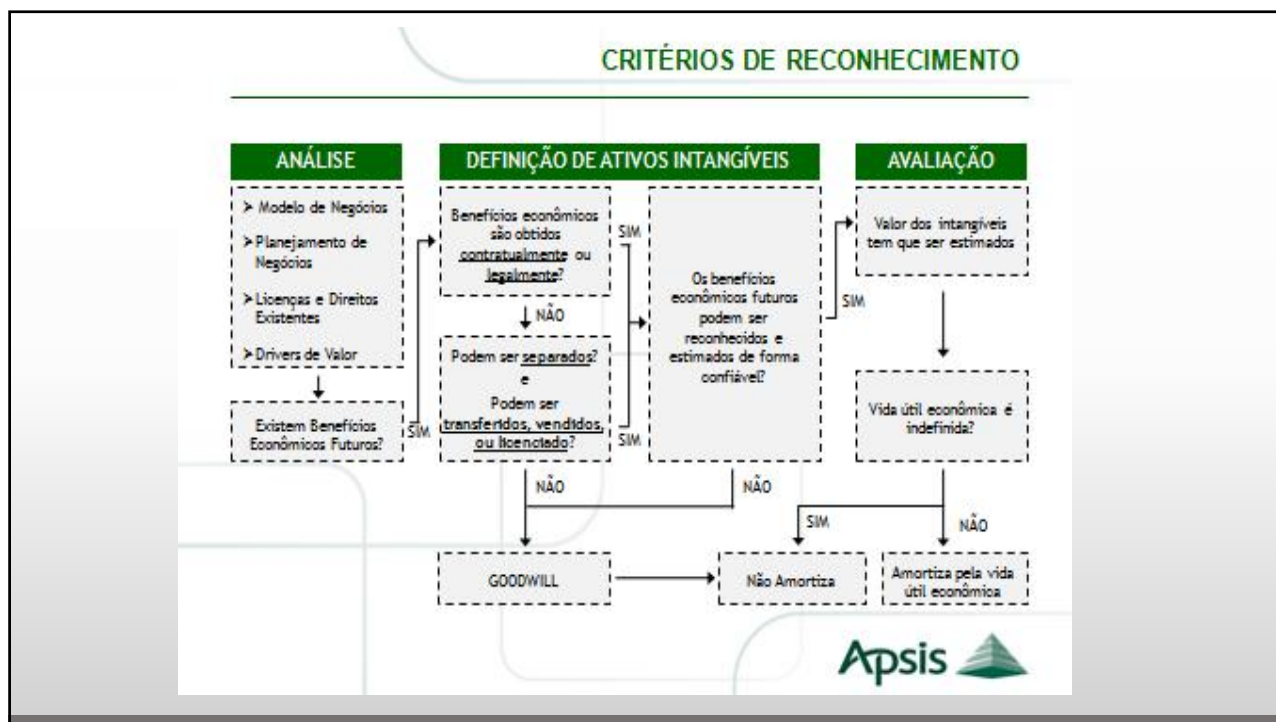 CRITÉRIOS DE RECONHECIMENTO
ANÁLISE
➢ Modelo de Negócios
➢ Planejamento de
Negócios
➢ Licenças e Direitos
Existentes
➢ Drivers de Valor
Existem Benefícios
Econômicos Futuros?
SIM
DEFINIÇÃO DE ATIVOS INTANGÍVEIS
Benefícios econômicos
são obtidos
contratualmente ou
legalmente?
SIM
NÃO
Podem ser separados?
e
Podem ser
transferidos, vendidos,
ou licenciado?
SIM
Os benefícios
econômicos futuros
podem ser
reconhecidos e
estimados de forma
confiável?
SIM
NÃO
NÃO
AVALIAÇÃO
Valor dos intangíveis
tem que ser estimados
Vida útil econômica é
indefinida?
SIM
NÃO
GOODWILL
Não Amortiza
Amortiza pela vida
útil econômica
Apsis